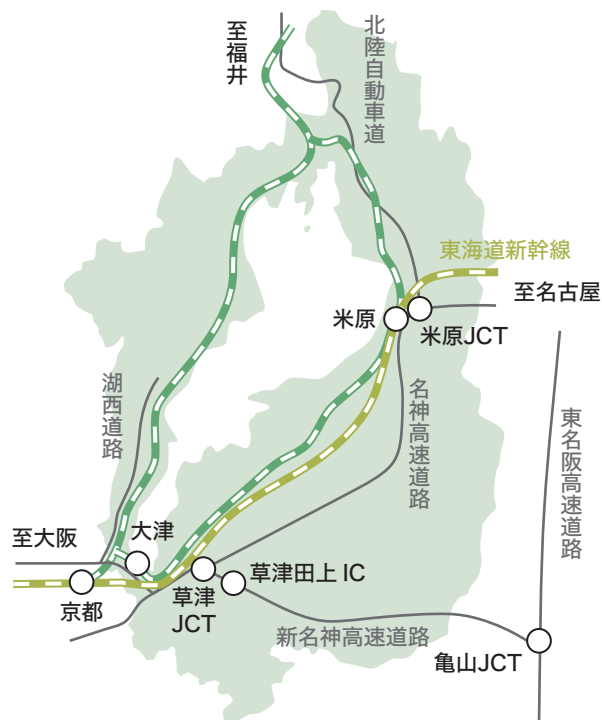 至福井
北陸自動車道
東海道新幹線
至名古屋
米原
米原JCT
湖西道路
名神高速道路
東名阪高速道路
至大阪
大津
京都
草津
JCT
草津田上 IC
新名神高速道路
亀山JCT